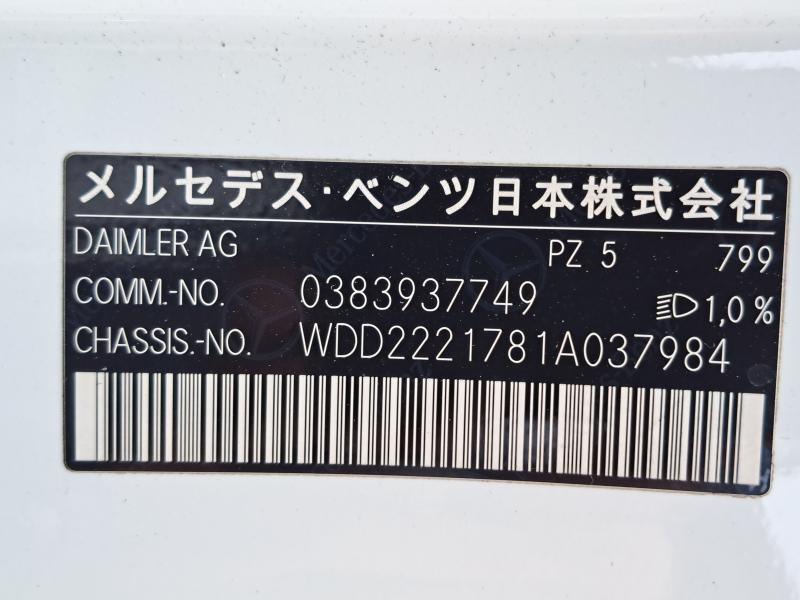 メルセデス・ベンツ日本株式会社
DAIMLER AG PZ 5 799
COMM.-NO. 0383937749 1,0 %
CHASSIS.-NO. WDD2221781A037984